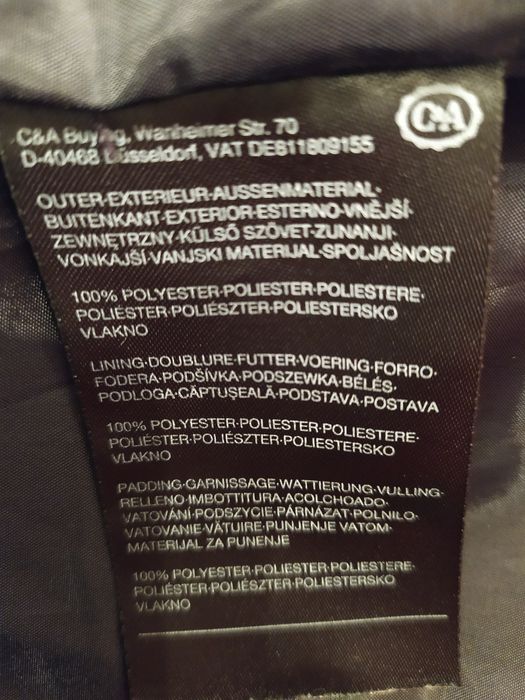 C&A
C&A Buying, Wanheimer Str. 70
D-40468 Düsseldorf, VAT DE811809155
OUTER·EXTERIEUR·AUSSENMATERIAL·
BUITENKANT·EXTERIOR·ESTERNO·VNĚJŠÍ·
ZEWNĘTRZNY·KÜLSŐ SZÖVET·ZUNANJI·
VONKAJŠÍ·VANJSKI MATERIJAL·SPOLJAŠNOST
100% POLYESTER·POLIESTER·POLIESTERE·
POLIÉSTER·POLIÉSZTER·POLIESTERSKO
VLAKNO
LINING·DOUBLURE·FUTTER·VOERING·FORRO·
FODERA·PODŠÍVKA·PODSZEWKA·BÉLÉS·
PODLOGA·CĂPTUŞEALĂ·PODSTAVA·POSTAVA
100% POLYESTER·POLIESTER·POLIESTERE·
POLIÉSTER·POLIÉSZTER·POLIESTERSKO
VLAKNO
PADDING·GARNISSAGE·WATTIERUNG·VULLING·
RELLENO·IMBOTTITURA·ACOLCHOADO·
VATOVÁNÍ·PODSZYCIE·PÁRNÁZAT·POLNILO·
VATOVANIE·VĂTUIRE·PUNJENJE VATOM·
MATERIJAL ZA PUNENJE
100% POLYESTER·POLIESTER·POLIESTERE·
POLIÉSTER·POLIÉSZTER·POLIESTERSKO
VLAKNO